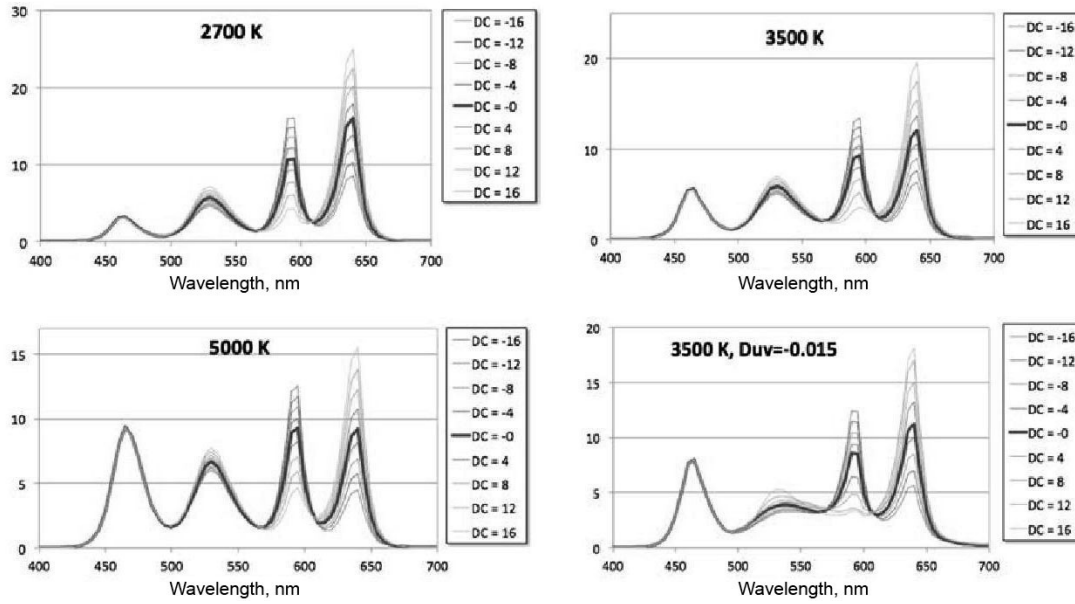 2700 K
30
20
10
0
400 450 500 550 600 650 700
Wavelength, nm
DC = -16
DC = -12
DC = -8
DC = -4
DC = -0
DC = 4
DC = 8
DC = 12
DC = 16
3500 K
20
10
0
400 450 500 550 600 650 700
Wavelength, nm
DC = -16
DC = -12
DC = -8
DC = -4
DC = -0
DC = 4
DC = 8
DC = 12
DC = 16
5000 K
15
10
5
0
400 450 500 550 600 650 700
Wavelength, nm
DC = -16
DC = -12
DC = -8
DC = -4
DC = -0
DC = 4
DC = 8
DC = 12
DC = 16
3500 K, Duv=-0.015
20
15
10
5
0
400 450 500 550 600 650 700
Wavelength, nm
DC = -16
DC = -12
DC = -8
DC = -4
DC = -0
DC = 4
DC = 8
DC = 12
DC = 16